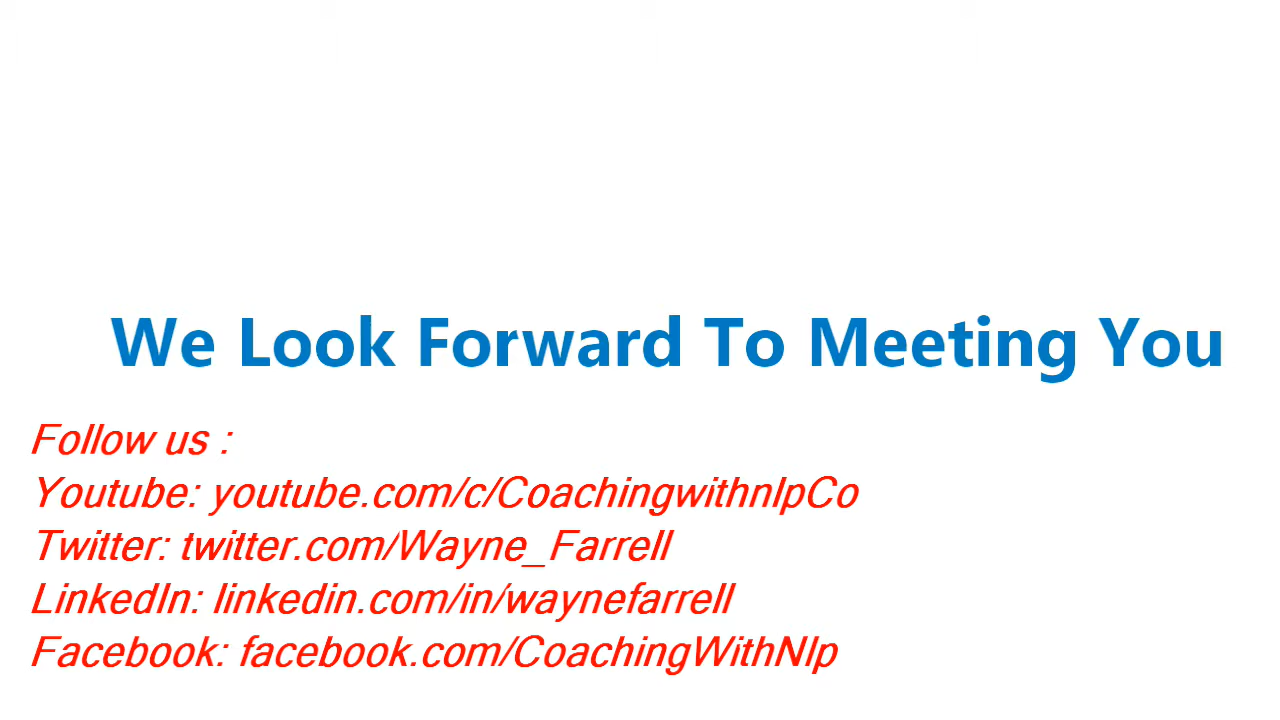 We Look Forward To Meeting You
Follow us :
Youtube: youtube.com/c/CoachingwithnlpCo
Twitter: twitter.com/Wayne_Farrell
LinkedIn: linkedin.com/in/waynefarrell
Facebook: facebook.com/CoachingWithNlp